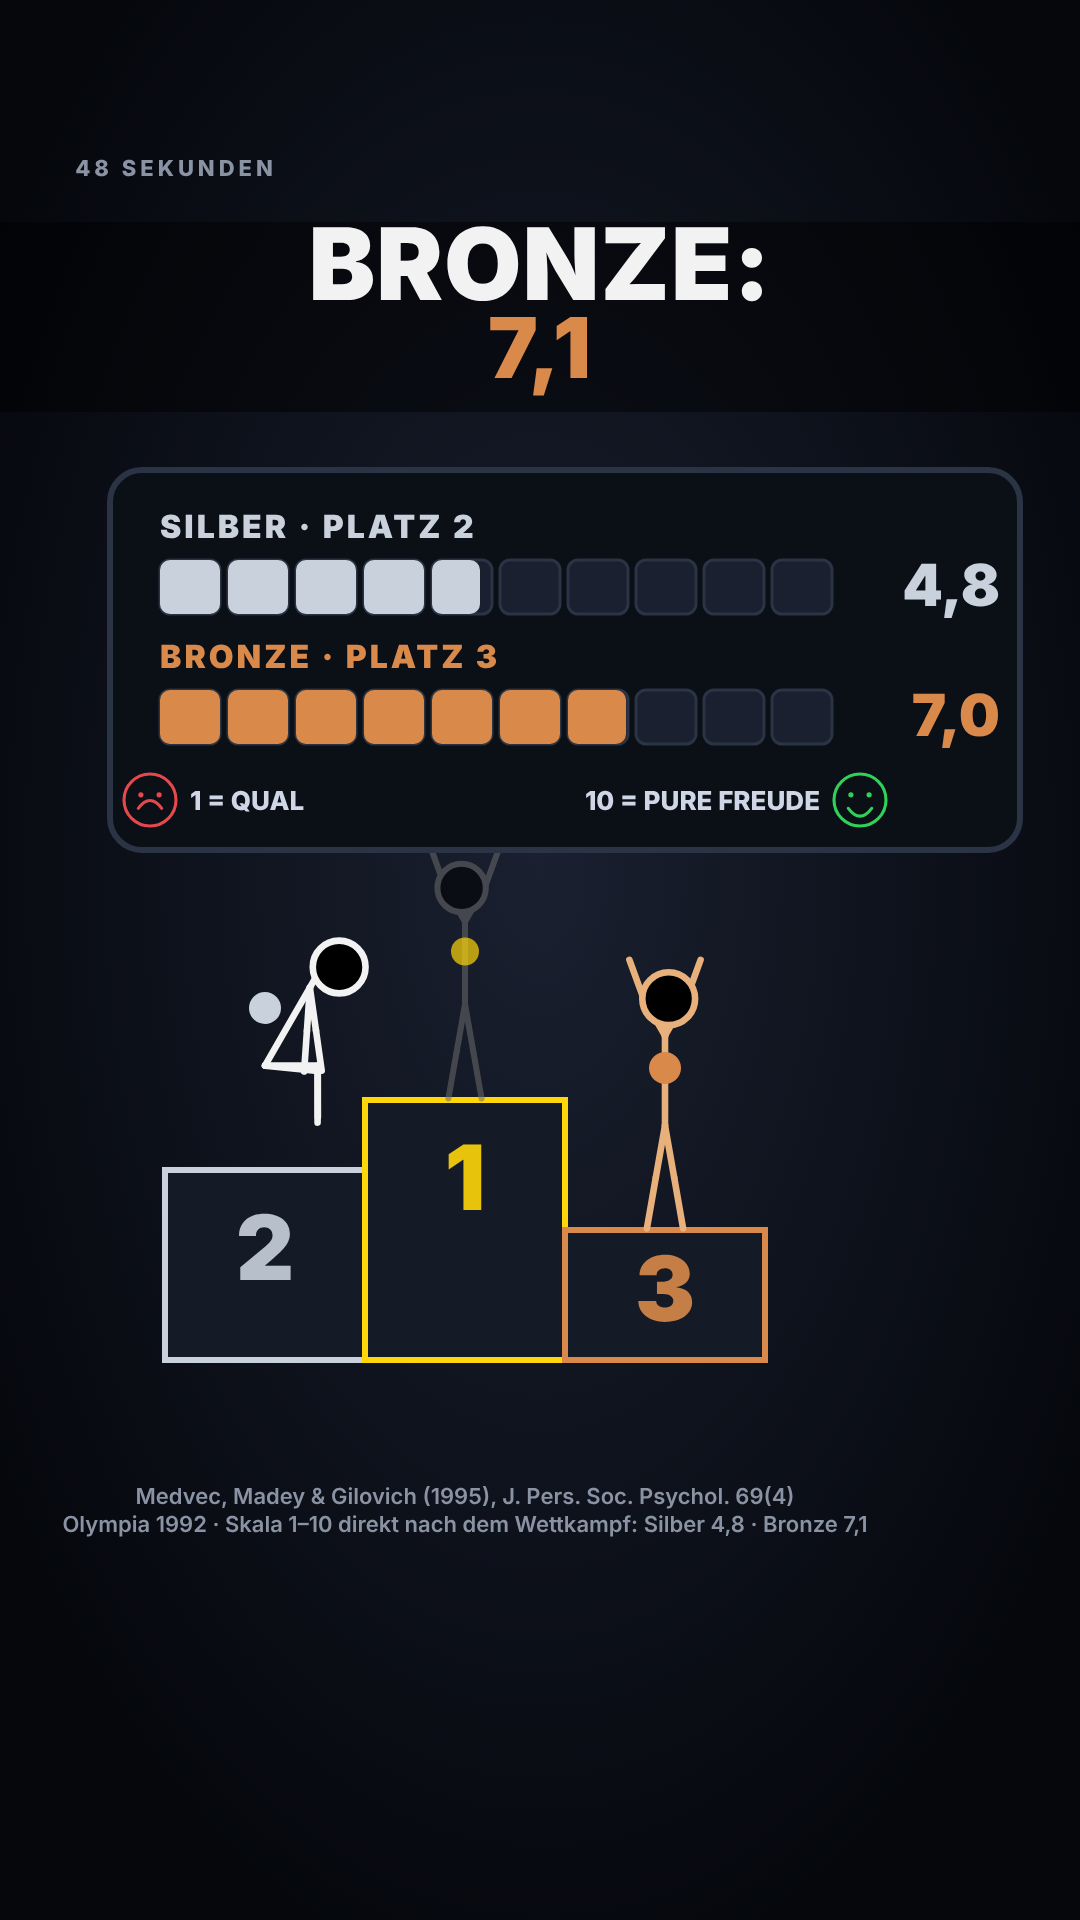 48 SEKUNDEN
BRONZE:
7,1
SILBER · PLATZ 2
4,8
BRONZE · PLATZ 3
7,0
1 = QUAL
10 = PURE FREUDE
1
2
3
Medvec, Madey & Gilovich (1995), J. Pers. Soc. Psychol. 69(4)
Olympia 1992 · Skala 1–10 direkt nach dem Wettkampf: Silber 4,8 · Bronze 7,1